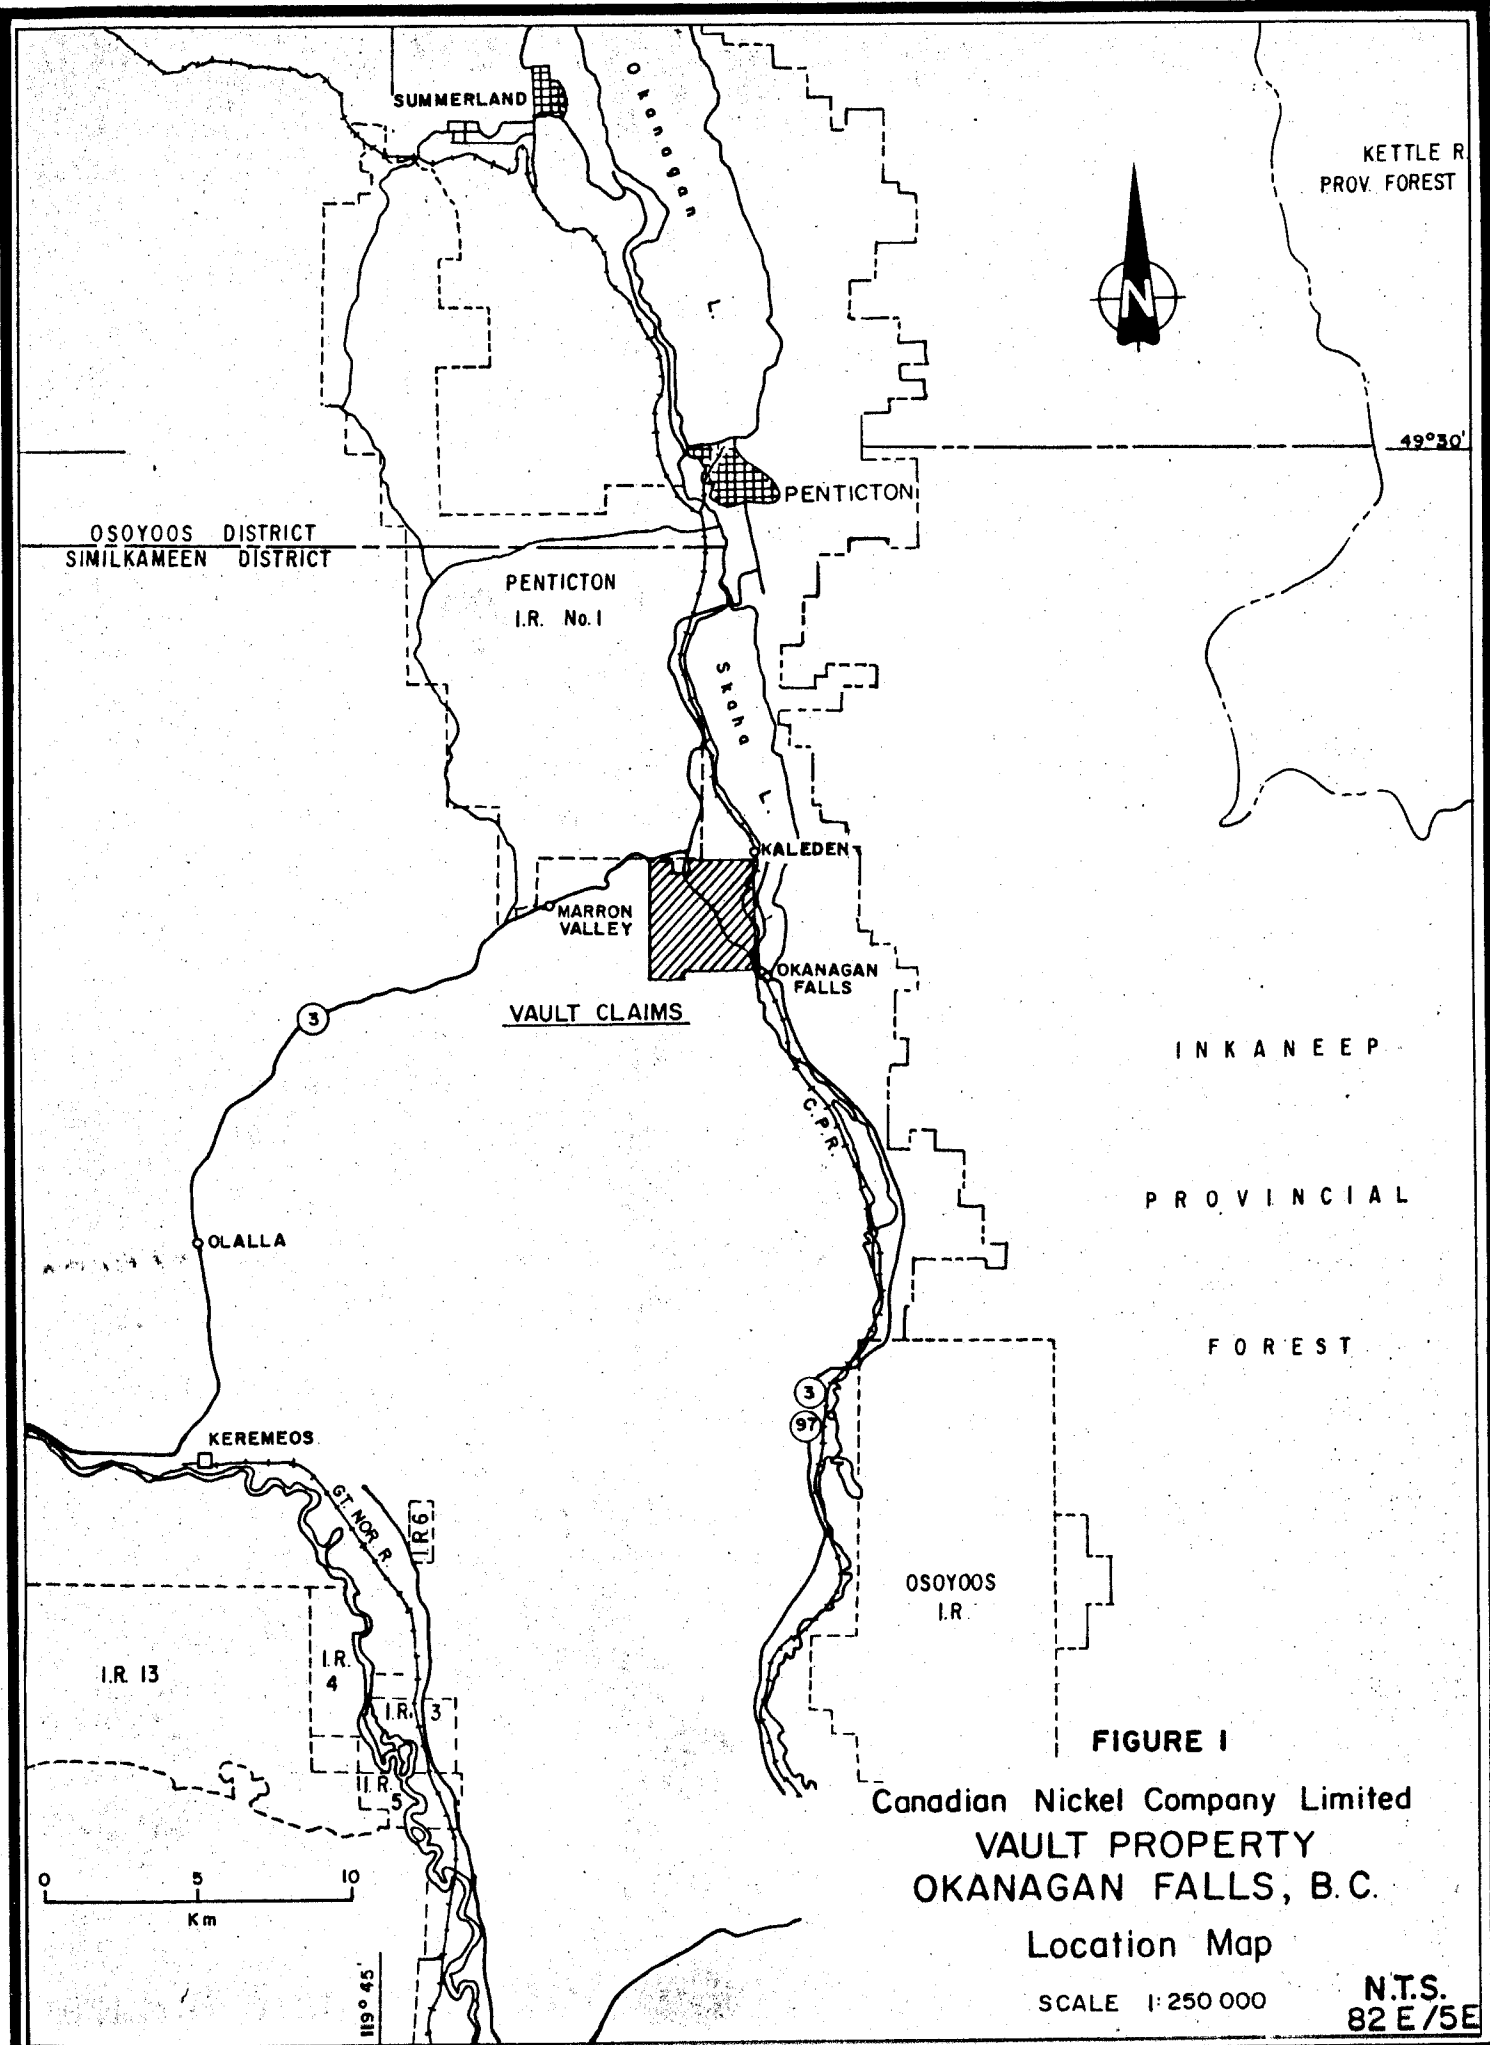 SUMMERLAND
Okanagan L.
KETTLE R.
PROV. FOREST
N
49°30'
PENTICTON
OSOYOOS DISTRICT
SIMILKAMEEN DISTRICT
PENTICTON
I.R. No. 1
Skaha L.
KALEDEN
MARRON
VALLEY
OKANAGAN
FALLS
VAULT CLAIMS
3
INKANEEP
C.P.R.
PROVINCIAL
OLALLA
FOREST
3
97
KEREMEOS
GT. NOR R.
I.R 6
OSOYOOS
I.R.
I.R. 13
I.R.
4
I.R. 3
I.R.
5
FIGURE 1
Canadian Nickel Company Limited
VAULT PROPERTY
OKANAGAN FALLS, B.C.
Location Map
SCALE 1:250 000
N.T.S.
82 E/5E
0 5 10
Km
119° 45'